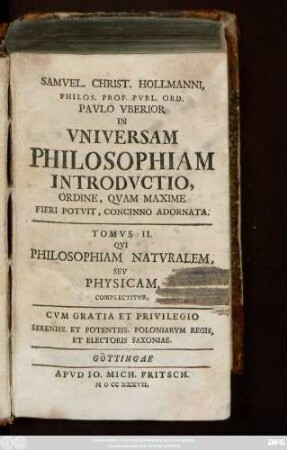 SAMVEL. CHRIST. HOLLMANNI,
PHILOS. PROF. PVBL. ORD.
PAVLO VBERIOR
IN
VNIVERSAM
PHILOSOPHIAM
INTRODVCTIO,
ORDINE, QVAM MAXIME
FIERI POTVIT, CONCINNO ADORNATA.
TOMVS II.
QVI
PHILOSOPHIAM NATVRALEM,
SEV
PHYSICAM,
COMPLECTITVR.
CVM GRATIA ET PRIVILEGIO
SERENISS. ET POTENTISS. POLONIARVM REGIS,
ET ELECTORIS SAXONIAE.
GÖTTINGAE
APVD IO. MICH. FRITSCH.
M D CC XXXVII.